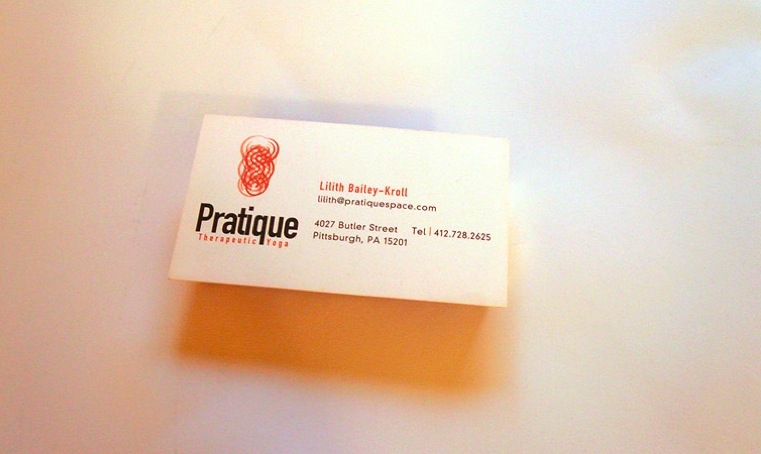 Pratique
Therapeutic Yoga
Lilith Bailey-Kroll
lilith@pratiquespace.com
4027 Butler Street Tel | 412.728.2625
Pittsburgh, PA 15201